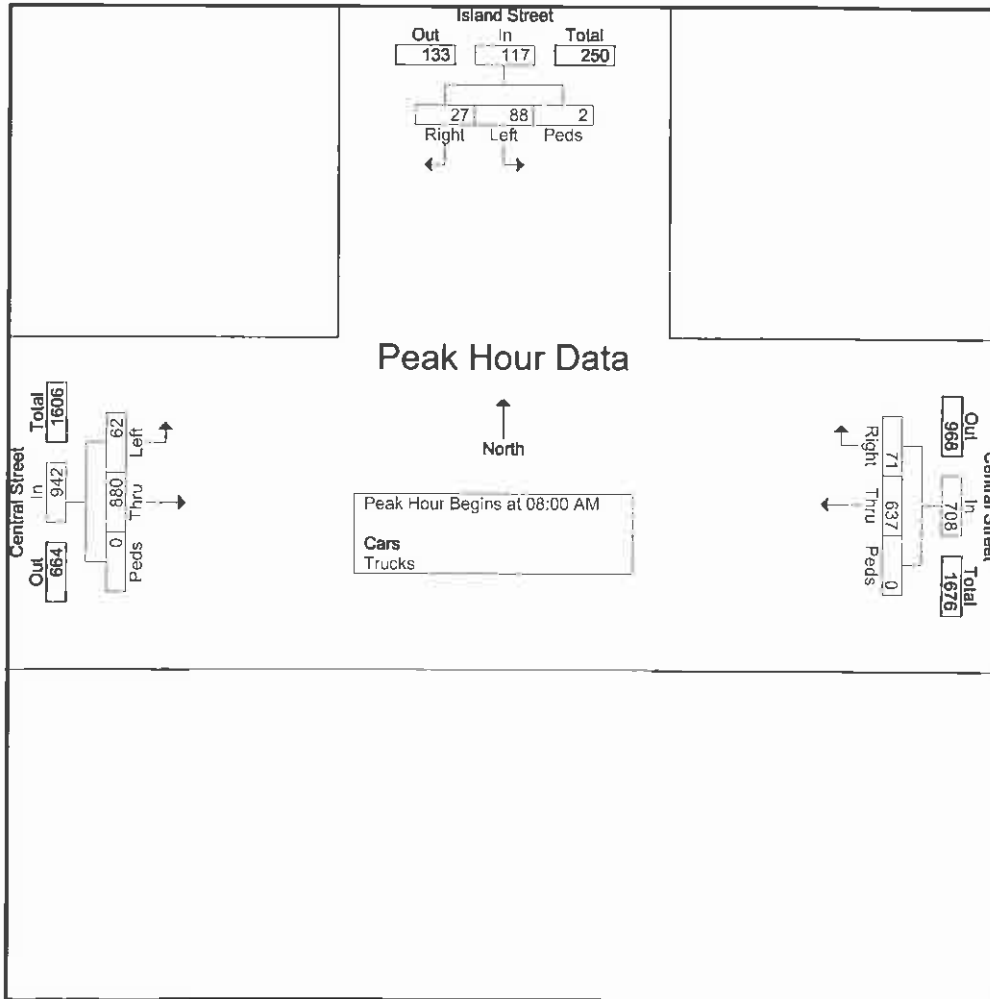 Island Street
Out In Total
133 117 250
27 88 2
Right Left Peds
Peak Hour Data
North
Peak Hour Begins at 08:00 AM
Cars
Trucks
Central Street
Total In Out
1606 942 664
62 880 0
Left Thru Peds
Central Street
Out In Total
968 708 1676
71 637 0
Right Thru Peds